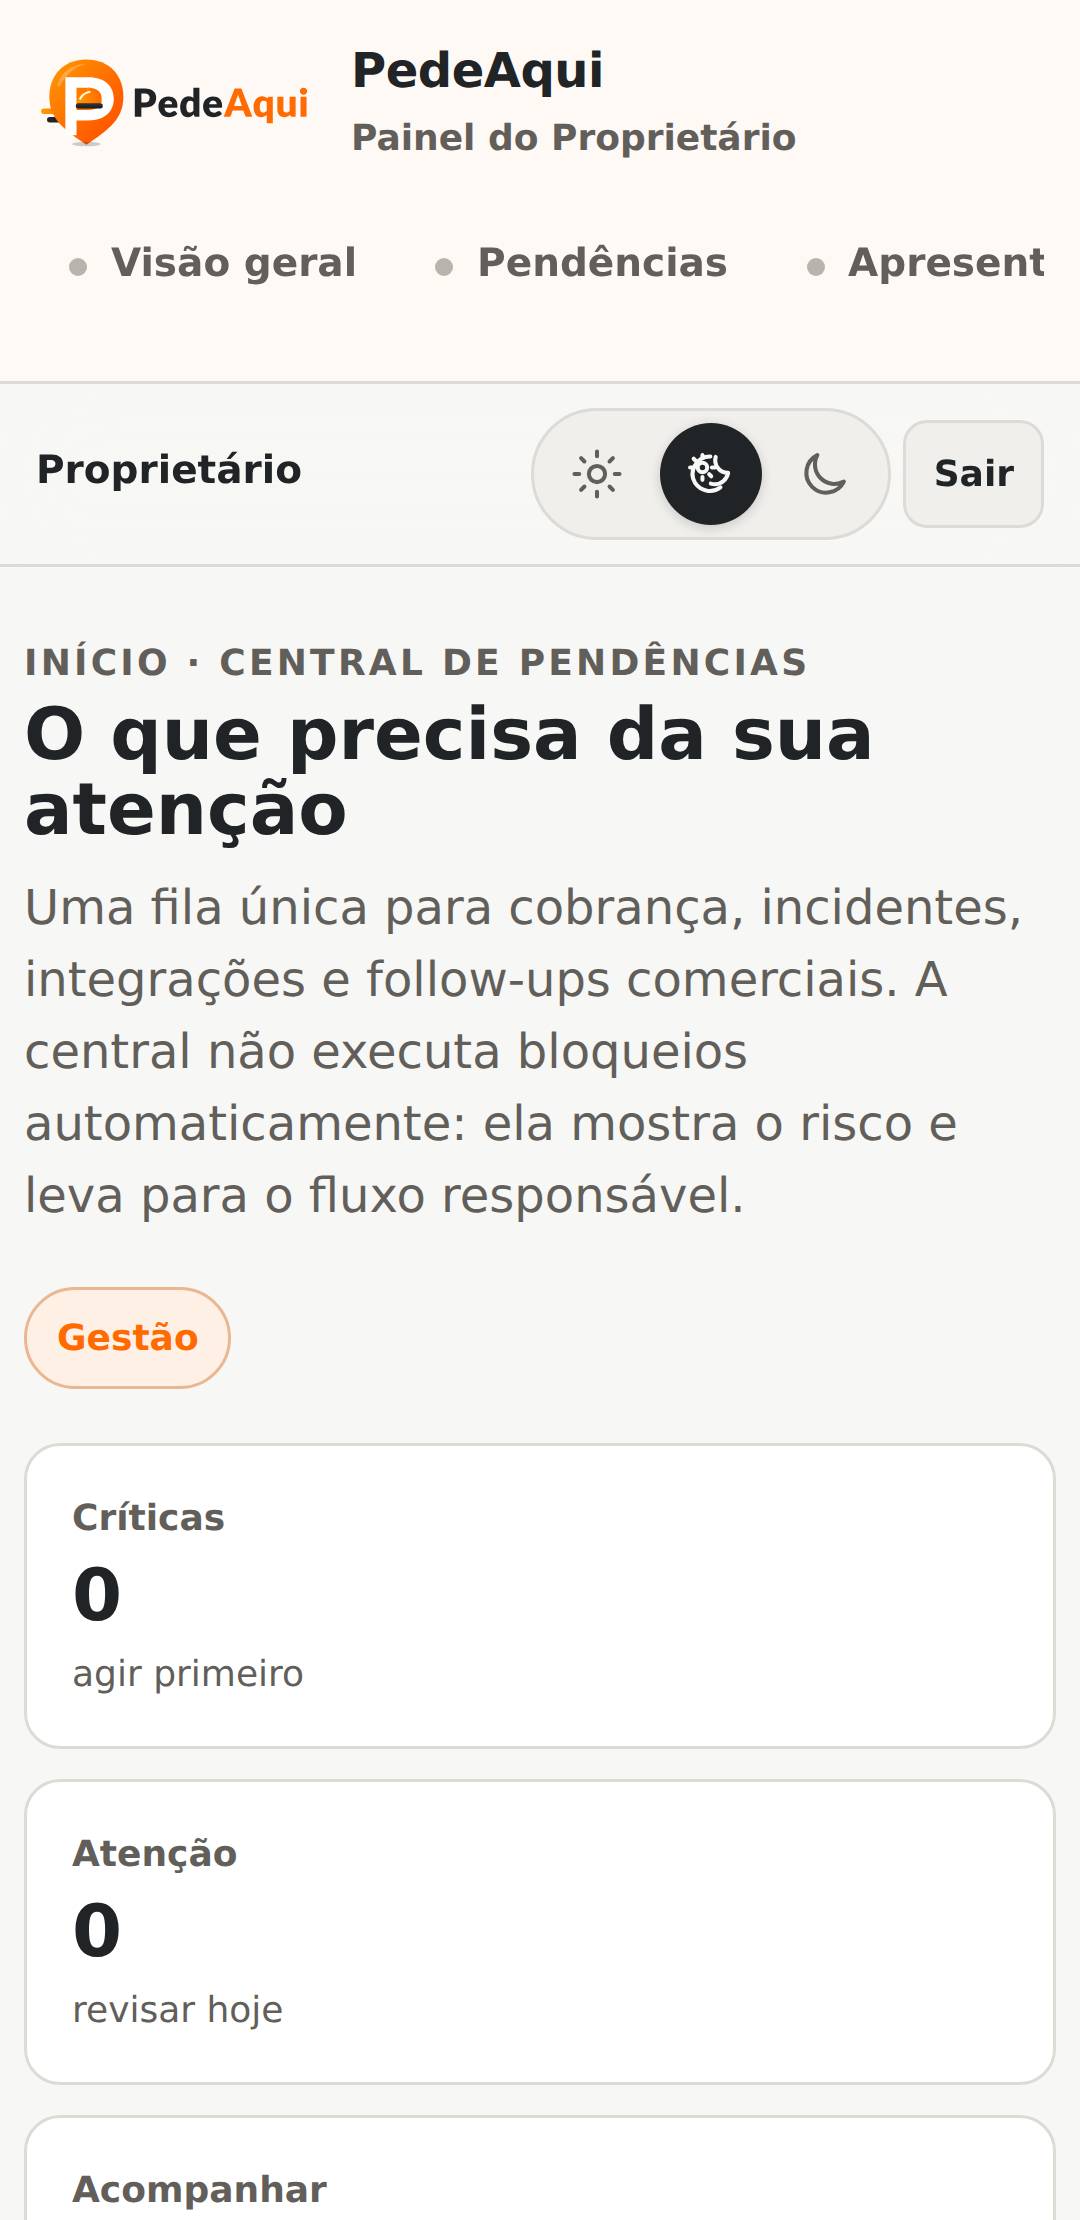 PedeAqui
PedeAqui
Painel do Proprietário
Visão geral
Pendências
Apresent
Proprietário
Sair
INÍCIO · CENTRAL DE PENDÊNCIAS
O que precisa da sua
atenção
Uma fila única para cobrança, incidentes,
integrações e follow-ups comerciais. A
central não executa bloqueios
automaticamente: ela mostra o risco e
leva para o fluxo responsável.
Gestão
Críticas
0
agir primeiro
Atenção
0
revisar hoje
Acompanhar